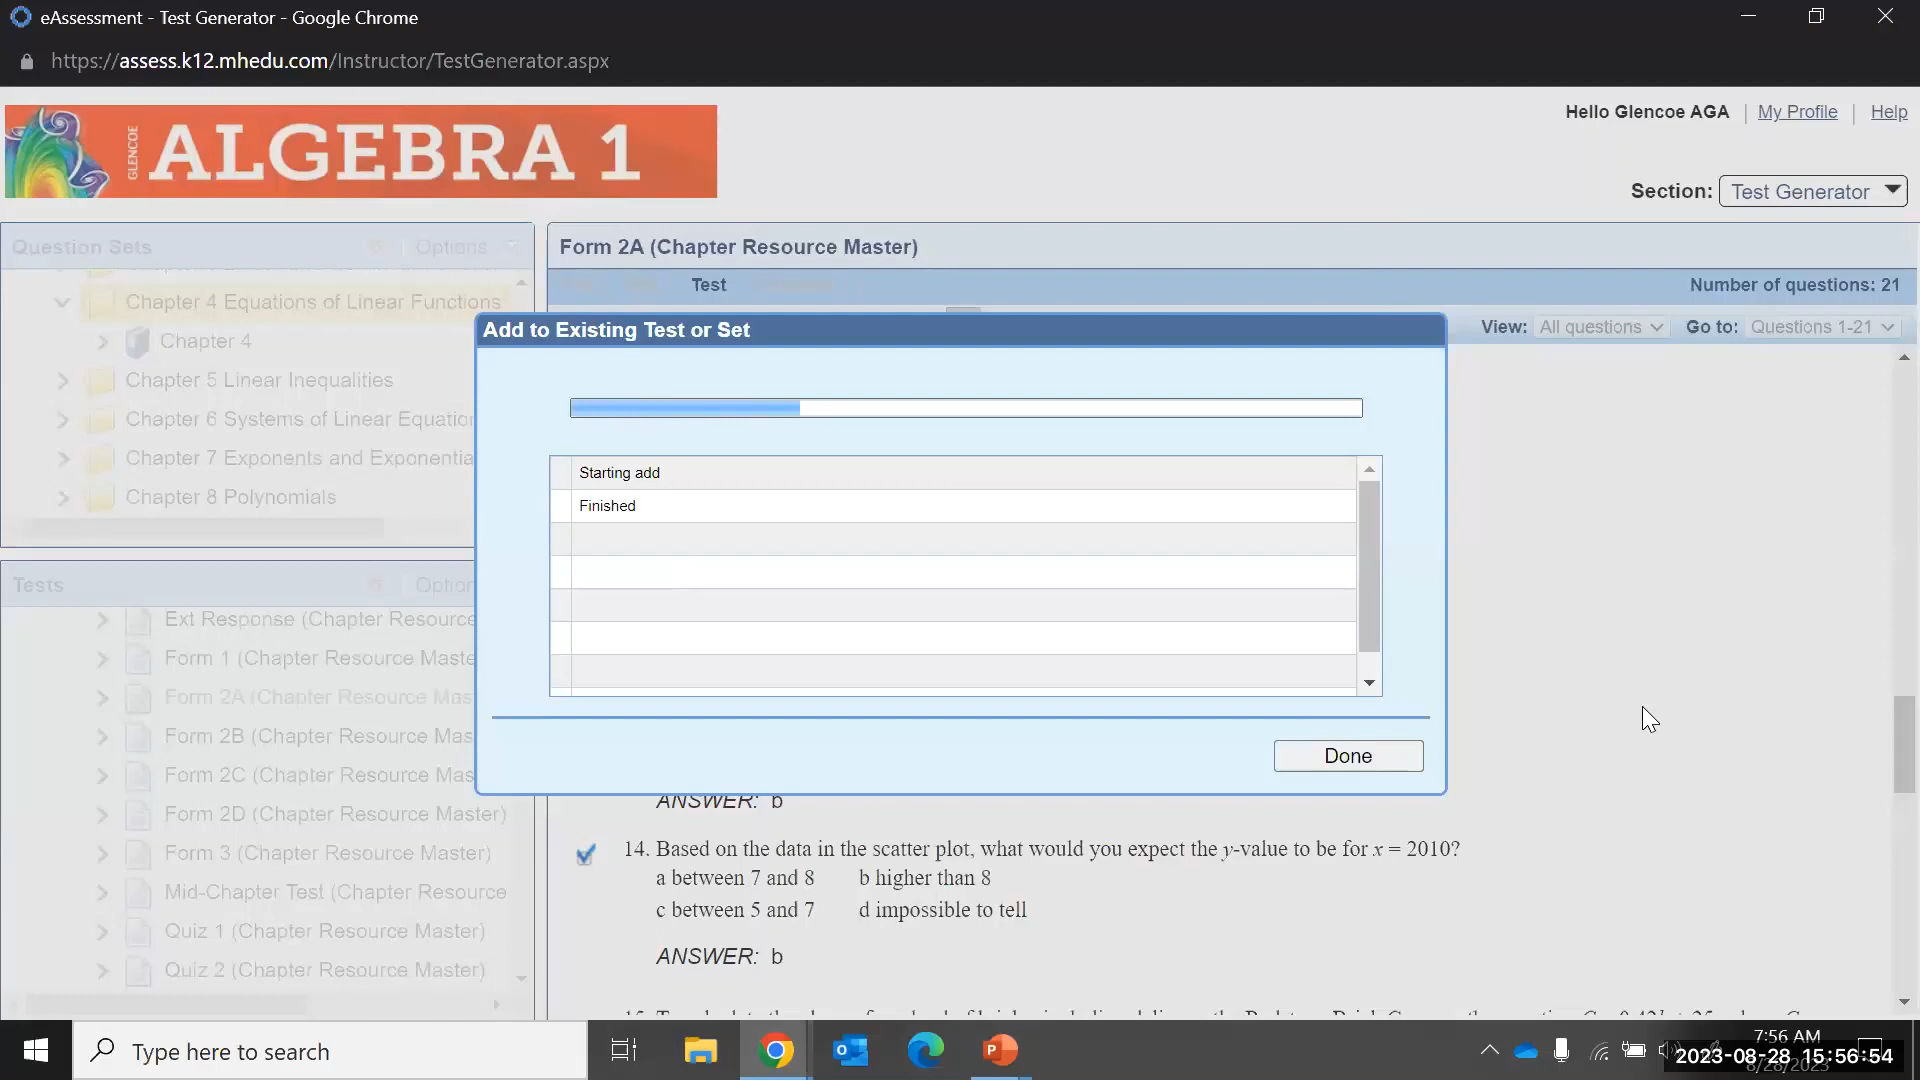 eAssessment - Test Generator - Google Chrome
https://assess.k12.mhedu.com/Instructor/TestGenerator.aspx
GLENCOE ALGEBRA 1
Hello Glencoe AGA | My Profile | Help
Section: Test Generator
Question Sets Options
Form 2A (Chapter Resource Master)
Test Number of questions: 21
View: All questions Go to: Questions 1-21
Chapter 4 Equations of Linear Functions
Chapter 4
Chapter 5 Linear Inequalities
Chapter 6 Systems of Linear Equation
Chapter 7 Exponents and Exponentia
Chapter 8 Polynomials
Tests Option
Ext Response (Chapter Resource
Form 1 (Chapter Resource Maste
Form 2A (Chapter Resource Mas
Form 2B (Chapter Resource Mas
Form 2C (Chapter Resource Mas
Form 2D (Chapter Resource Master)
Form 3 (Chapter Resource Master)
Mid-Chapter Test (Chapter Resource
Quiz 1 (Chapter Resource Master)
Quiz 2 (Chapter Resource Master)
Add to Existing Test or Set
Starting add
Finished
Done
ANSWER: b
14. Based on the data in the scatter plot, what would you expect the y-value to be for x = 2010?
a between 7 and 8 b higher than 8
c between 5 and 7 d impossible to tell
ANSWER: b
Type here to search
7:56 AM
2023-08-28 15:56:54
8/28/2023